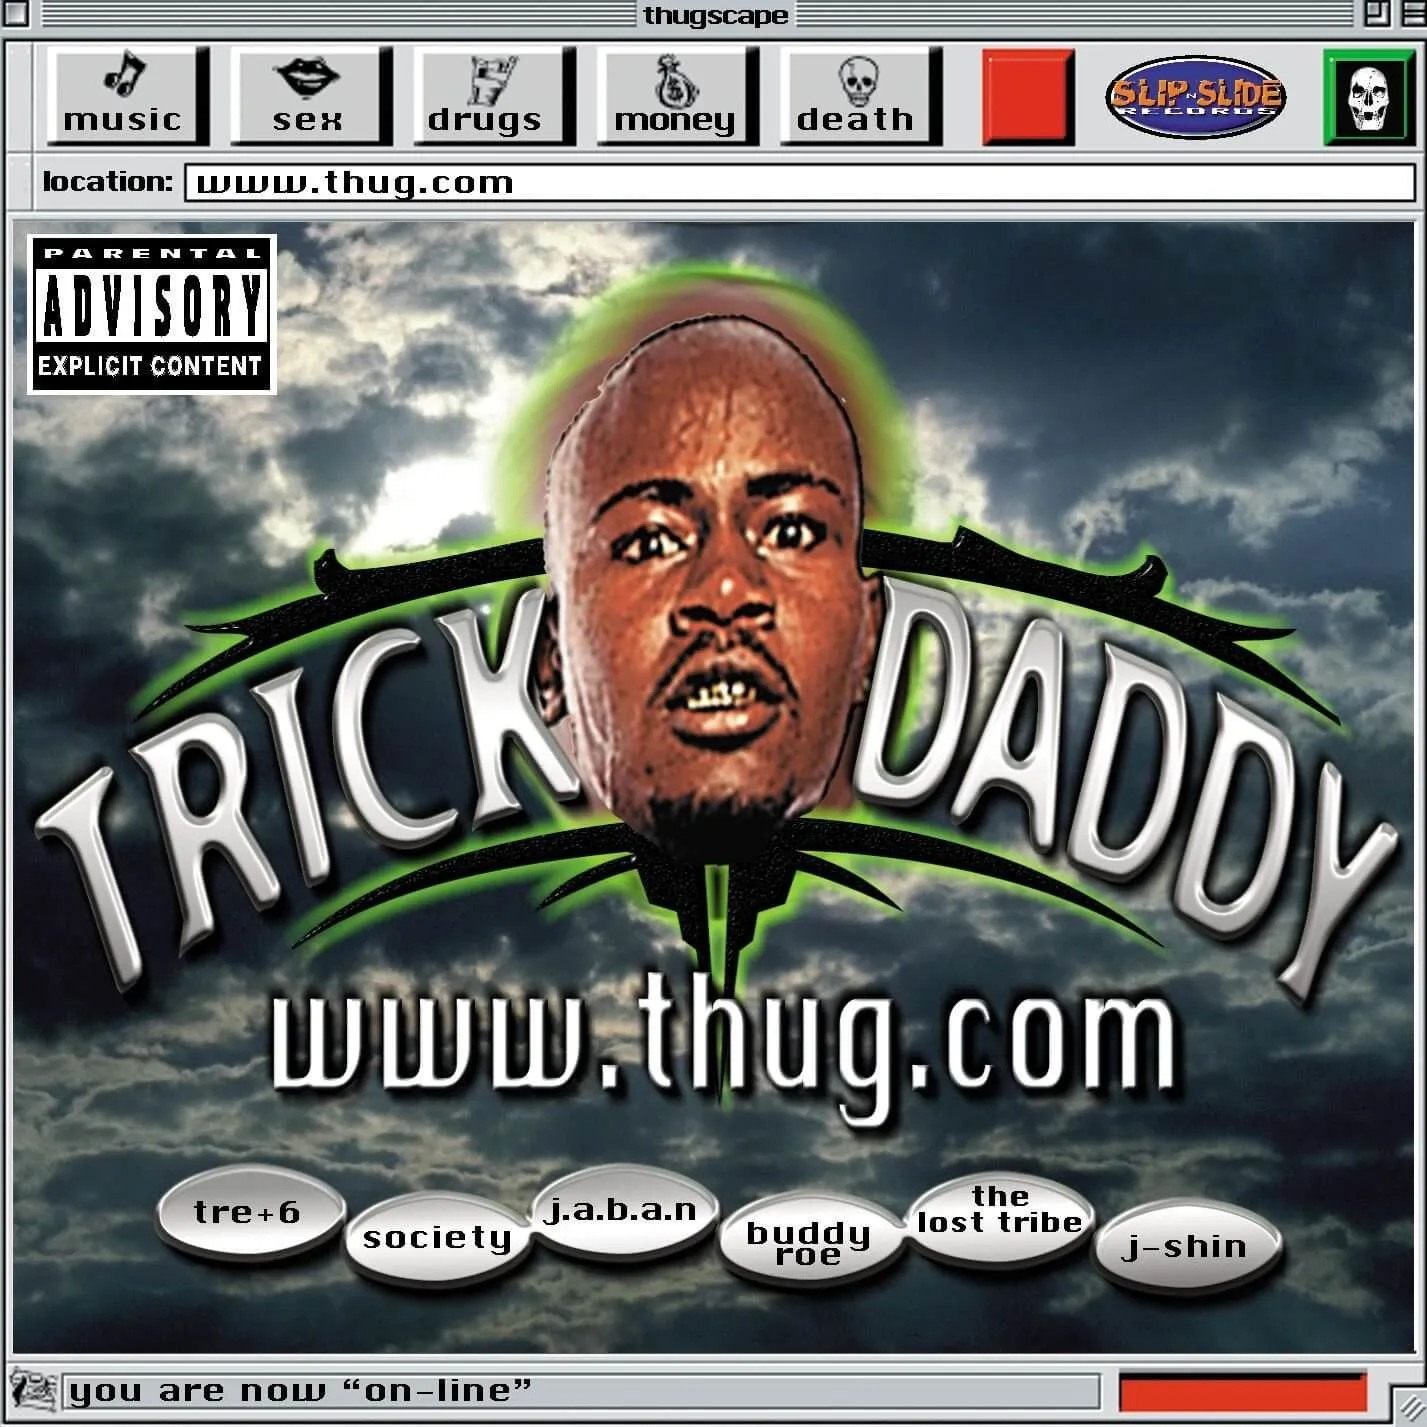 thugscape
music
sex
drugs
money
death
SLIP-N-SLIDE
RECORDS
location: www.thug.com
PARENTAL
ADVISORY
EXPLICIT CONTENT
TRICK DADDY
www.thug.com
tre+6
society
j.a.b.a.n
buddy
roe
the
lost tribe
j-shin
you are now “on-line”